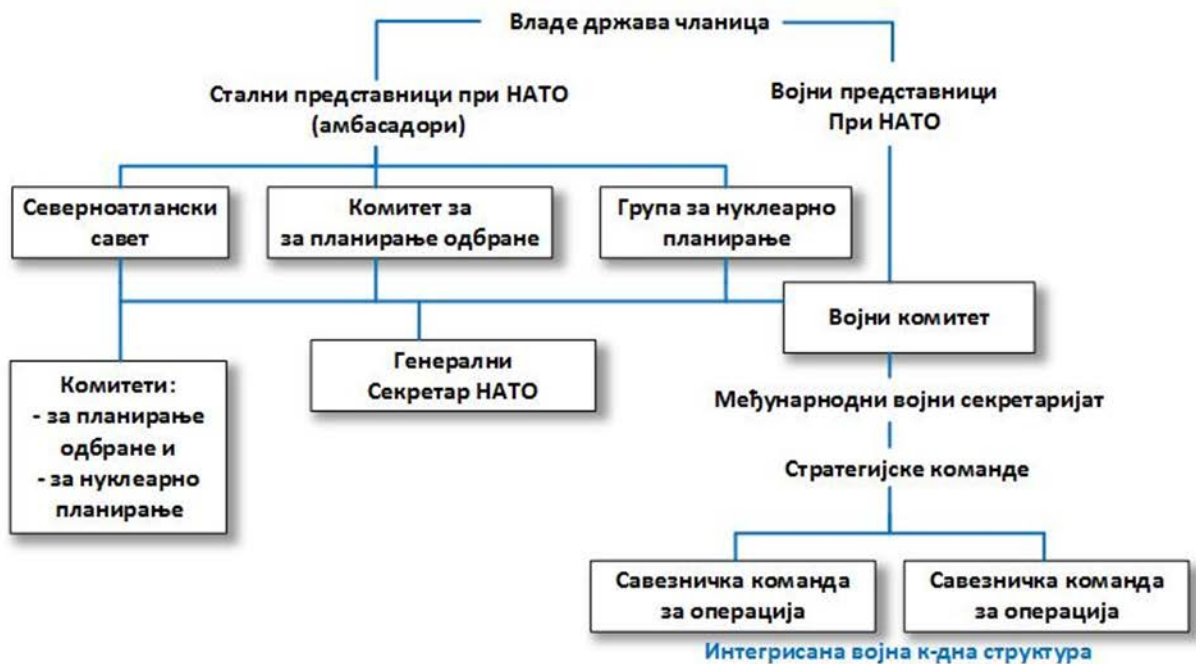 Владе држава чланица
Стални представници при НАТО
(амбасадори)
Војни представници
При НАТО
Северноатлански
савет
Комитет за
за планирање одбране
Група за нуклеарно
планирање
Војни комитет
Генерални
Секретар НАТО
Комитети:
- за планирање
одбране и
- за нуклеарно
планирање
Међунарнодни војни секретаријат
Стратегијске команде
Савезничка команда
за операција
Савезничка команда
за операција
Интегрисана војна к-дна структура